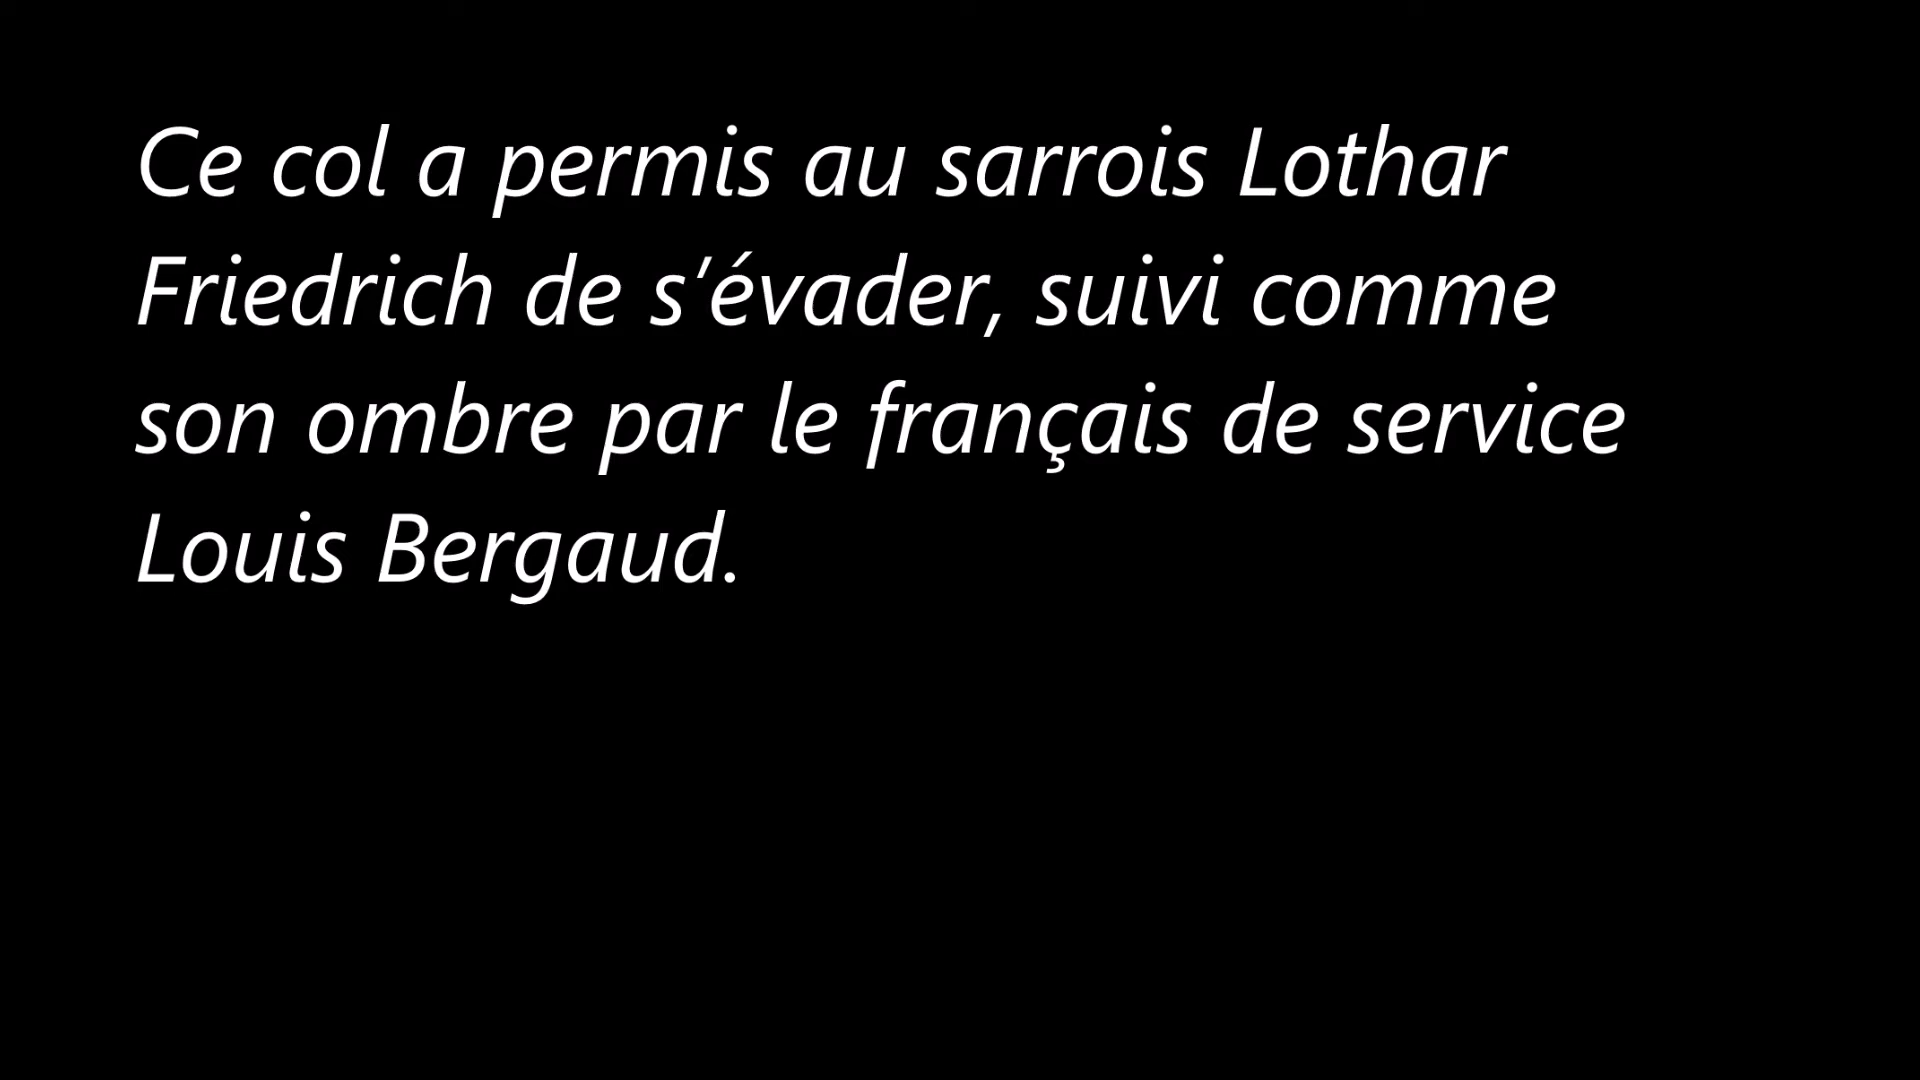 Ce col a permis au sarrois Lothar
Friedrich de s’évader, suivi comme
son ombre par le français de service
Louis Bergaud.